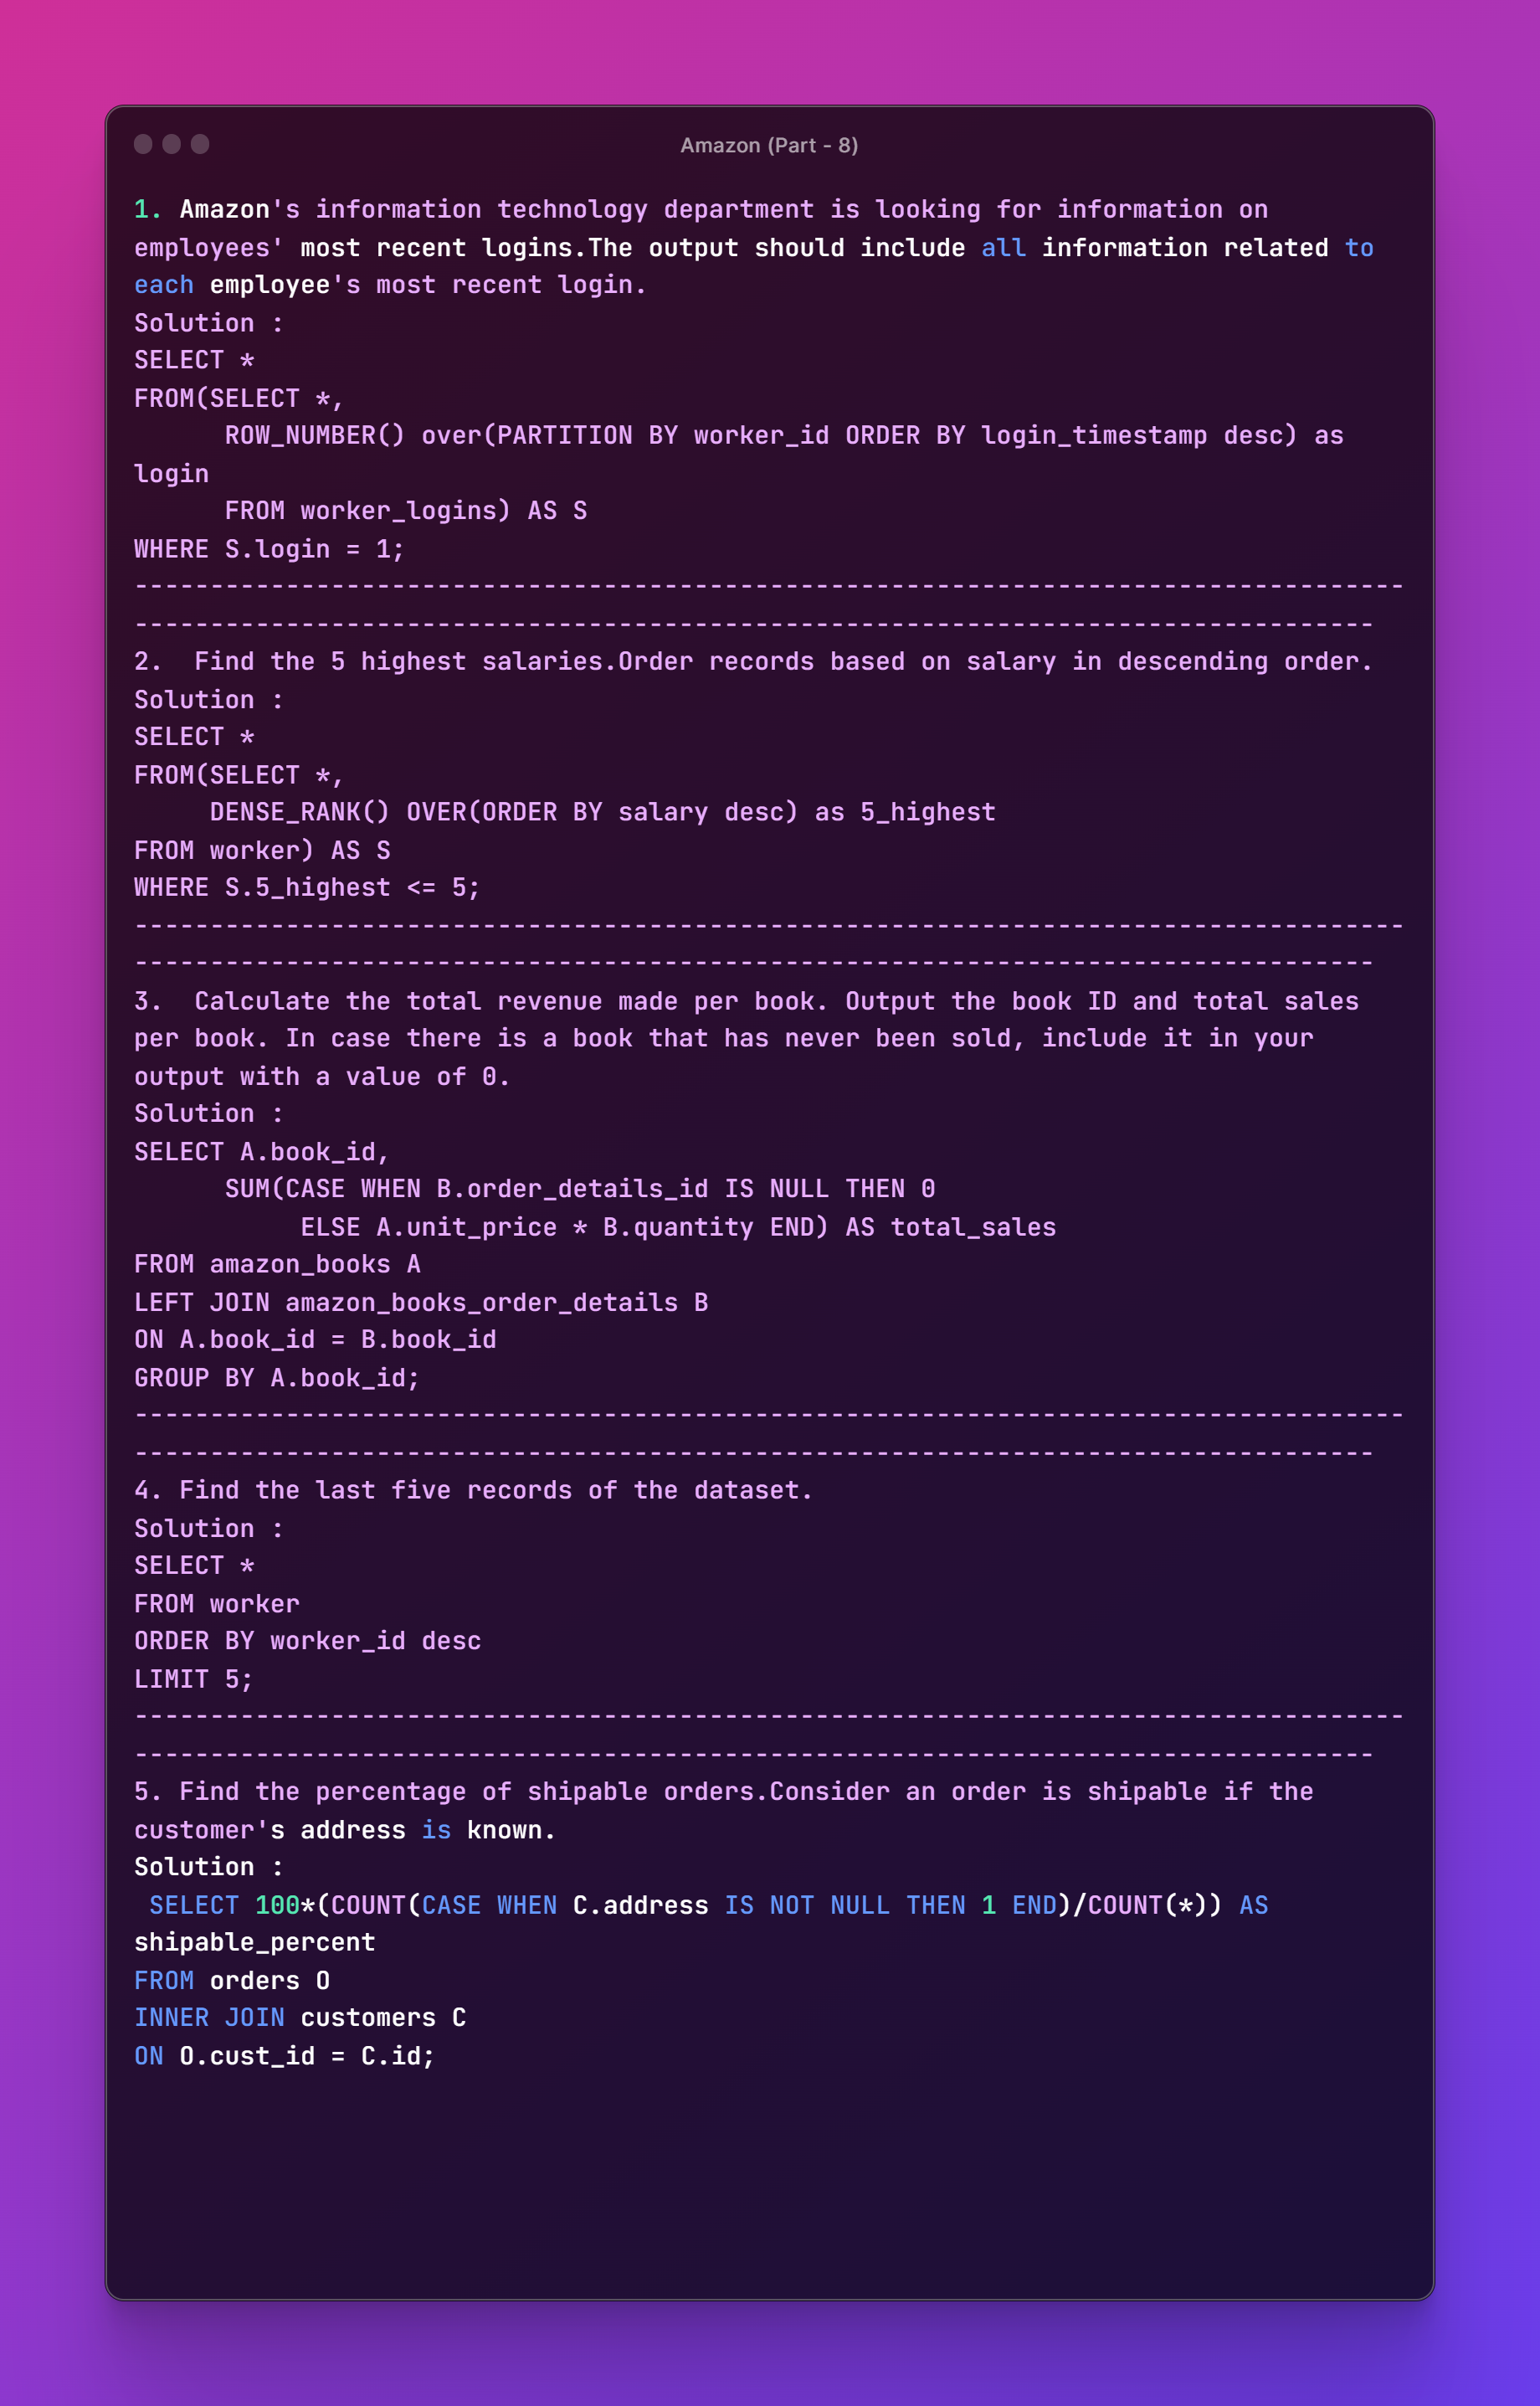 Amazon (Part - 8)
1. Amazon's information technology department is looking for information on
employees' most recent logins.The output should include all information related to
each employee's most recent login.
Solution :
SELECT *
FROM(SELECT *,
      ROW_NUMBER() over(PARTITION BY worker_id ORDER BY login_timestamp desc) as
login
      FROM worker_logins) AS S
WHERE S.login = 1;
------------------------------------------------------------------------------------
----------------------------------------------------------------------------------
2.  Find the 5 highest salaries.Order records based on salary in descending order.
Solution :
SELECT *
FROM(SELECT *,
     DENSE_RANK() OVER(ORDER BY salary desc) as 5_highest
FROM worker) AS S
WHERE S.5_highest <= 5;
------------------------------------------------------------------------------------
----------------------------------------------------------------------------------
3.  Calculate the total revenue made per book. Output the book ID and total sales
per book. In case there is a book that has never been sold, include it in your
output with a value of 0.
Solution :
SELECT A.book_id,
      SUM(CASE WHEN B.order_details_id IS NULL THEN 0
           ELSE A.unit_price * B.quantity END) AS total_sales
FROM amazon_books A
LEFT JOIN amazon_books_order_details B
ON A.book_id = B.book_id
GROUP BY A.book_id;
------------------------------------------------------------------------------------
----------------------------------------------------------------------------------
4. Find the last five records of the dataset.
Solution :
SELECT *
FROM worker
ORDER BY worker_id desc
LIMIT 5;
------------------------------------------------------------------------------------
----------------------------------------------------------------------------------
5. Find the percentage of shipable orders.Consider an order is shipable if the
customer's address is known.
Solution :
 SELECT 100*(COUNT(CASE WHEN C.address IS NOT NULL THEN 1 END)/COUNT(*)) AS
shipable_percent
FROM orders O
INNER JOIN customers C
ON O.cust_id = C.id;